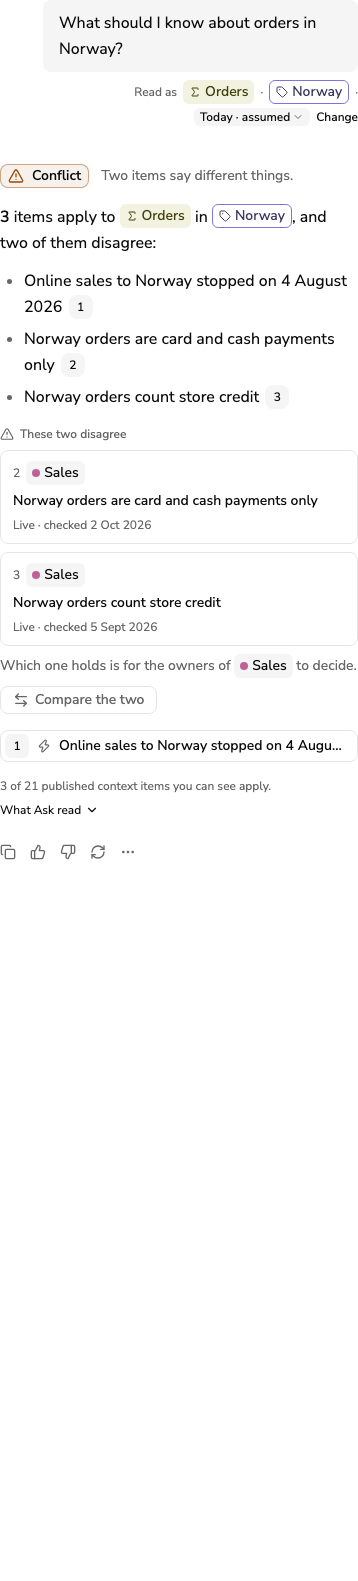 What should I know about orders in
Norway?
Read as Orders · Norway ·
Today · assumed Change
Conflict Two items say different things.
3 items apply to Orders in Norway, and
two of them disagree:
• Online sales to Norway stopped on 4 August
2026 1
• Norway orders are card and cash payments
only 2
• Norway orders count store credit 3
These two disagree
2 Sales
Norway orders are card and cash payments only
Live · checked 2 Oct 2026
3 Sales
Norway orders count store credit
Live · checked 5 Sept 2026
Which one holds is for the owners of Sales to decide.
Compare the two
1 Online sales to Norway stopped on 4 Augu...
3 of 21 published context items you can see apply.
What Ask read